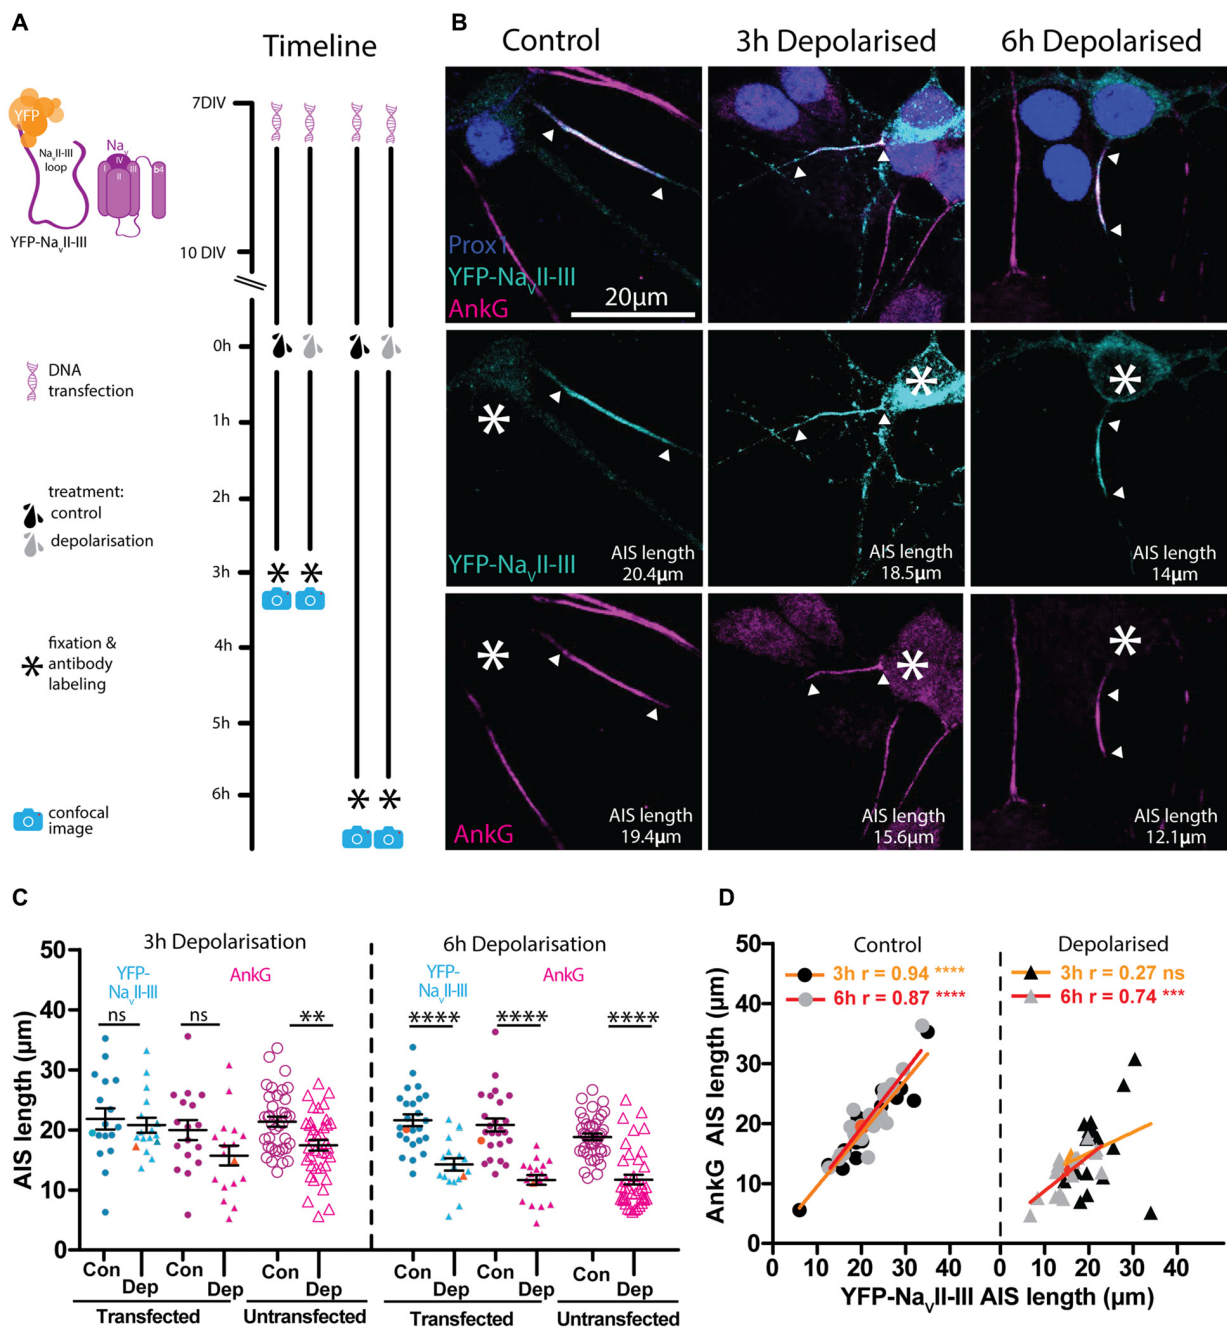 A
Timeline
YFP
Na
v
II-III
loop
Na
v
I
II
III
IV
b4
YFP-NavII-III
7DIV
10 DIV
0h
1h
2h
3h
4h
5h
6h
DNA
transfection
treatment:
control
depolarisation
fixation &
antibody
labeling
confocal
image
B
Control
3h Depolarised
6h Depolarised
Prox1
YFP-NavII-III
AnkG
20µm
YFP-NavII-III
AIS length
20.4µm
AIS length
18.5µm
AIS length
14µm
AnkG
AIS length
19.4µm
AIS length
15.6µm
AIS length
12.1µm
C
3h Depolarisation
6h Depolarisation
YFP-
NavII-III
AnkG
YFP-
NavII-III
AnkG
ns
ns
**
****
****
****
AIS length (µm)
50
40
30
20
10
0
Con
Dep
Con
Dep
Con
Dep
Con
Dep
Con
Dep
Con
Dep
Transfected
Untransfected
Transfected
Untransfected
D
Control
Depolarised
3h r = 0.94 ****
6h r = 0.87 ****
3h r = 0.27 ns
6h r = 0.74 ***
AnkG AIS length (µm)
50
40
30
20
10
0
0 10 20 30 40
0 10 20 30 40
YFP-NavII-III AIS length (µm)